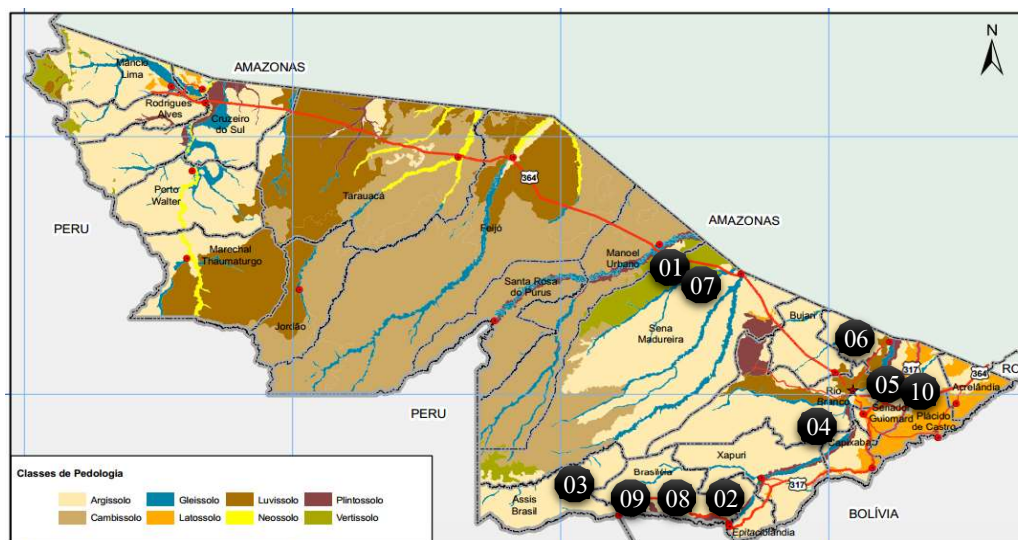 N
AMAZONAS
Mâncio
Lima
Rodrigues
Alves
Cruzeiro
do Sul
Porto
Walter
PERU
Marechal
Thaumaturgo
Tarauacá
Jordão
364
Feijó
AMAZONAS
Manoel
Urbano
Santa Rosa
do Purus
01
07
Sena
Madureira
Bujari
06
RO
364
317
Acrelândia
05
10
Rio
Branco
Senador
Guiomard
Plácido
de Castro
04
Capixaba
PERU
Xapuri
Brasiléia
03
Assis
Brasil
09
08
02
317
Epitaciolândia
BOLÍVIA
Classes de Pedologia
Argissolo Gleissolo Luvissolo Plintossolo
Cambissolo Latossolo Neossolo Vertissolo